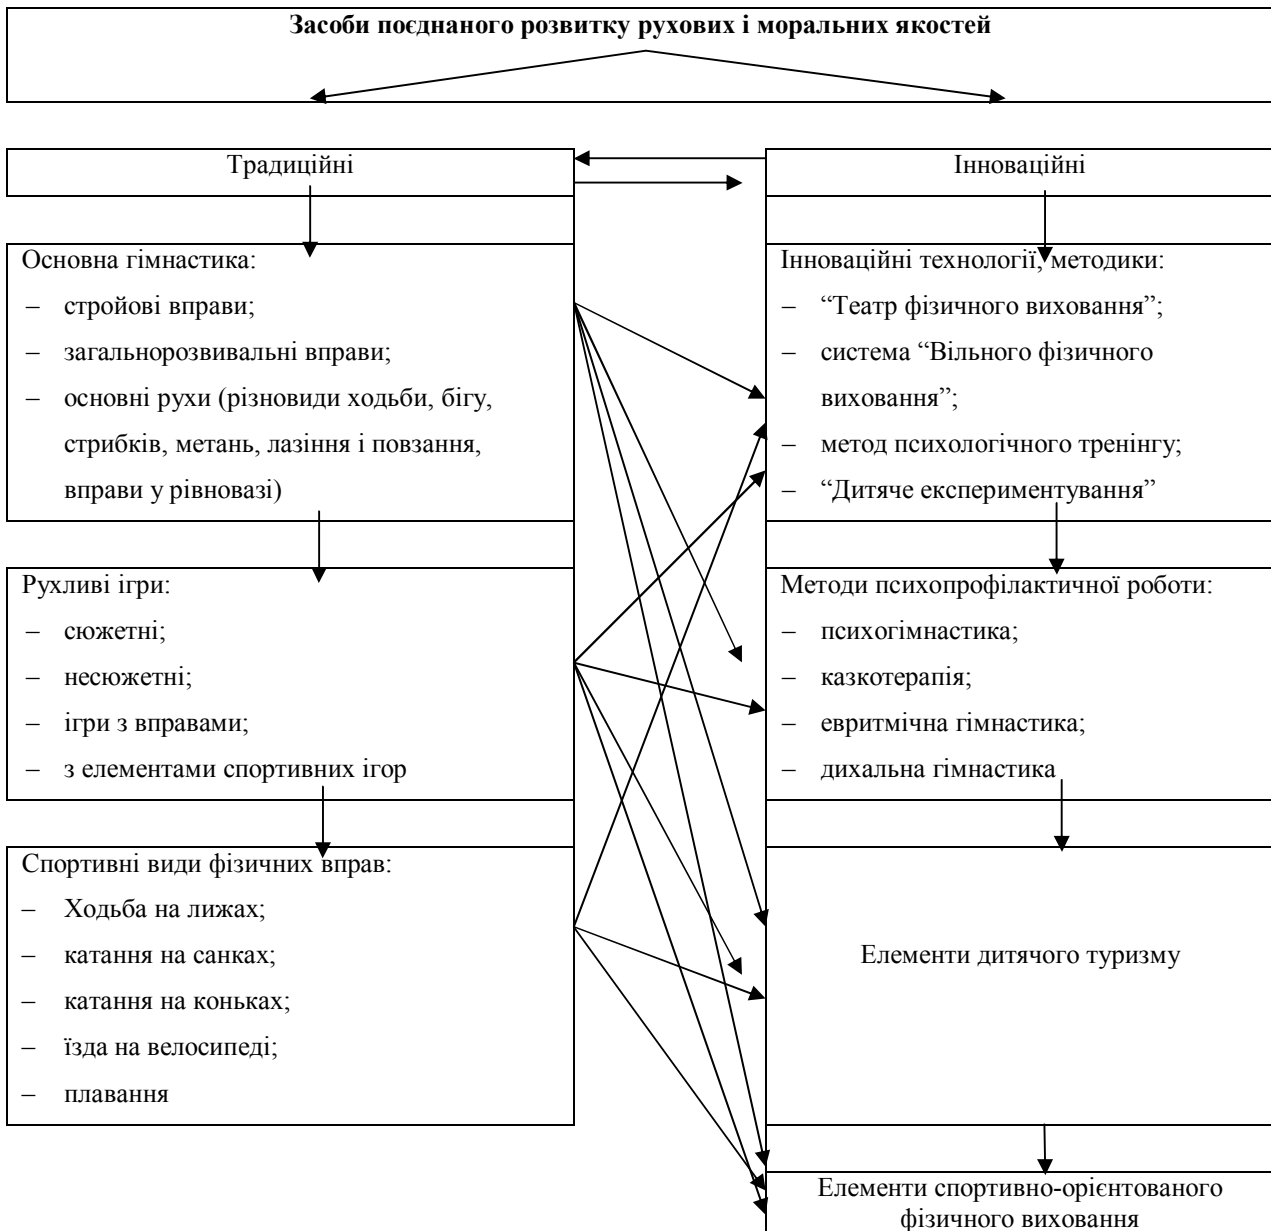 Засоби поєднаного розвитку рухових і моральних якостей
Традиційні
Інноваційні
Основна гімнастика:
– стройові вправи;
– загальнорозвивальні вправи;
– основні рухи (різновиди ходьби, бігу,
стрибків, метань, лазіння і повзання,
вправи у рівновазі)
Рухливі ігри:
– сюжетні;
– несюжетні;
– ігри з вправами;
– з елементами спортивних ігор
Спортивні види фізичних вправ:
– Ходьба на лижах;
– катання на санках;
– катання на коньках;
– їзда на велосипеді;
– плавання
Інноваційні технології, методики:
– “Театр фізичного виховання”;
– система “Вільного фізичного
виховання”;
– метод психологічного тренінгу;
– “Дитяче експериментування”
Методи психопрофілактичної роботи:
– психогімнастика;
– казкотерапія;
– евритмічна гімнастика;
– дихальна гімнастика
Елементи дитячого туризму
Елементи спортивно-орієнтованого
фізичного виховання